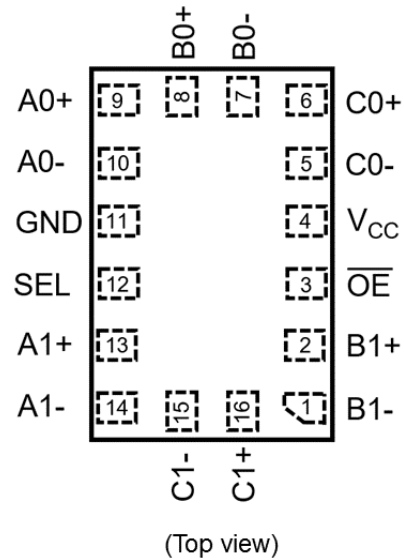 B0+ B0-
A0+ 9 8 7 6 C0+
A0- 10 5 C0-
GND 11 4 VCC
SEL 12 3 OE
A1+ 13 2 B1+
A1- 14 15 16 1 B1-
C1- C1+
(Top view)